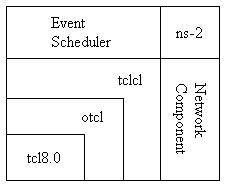 Event
Scheduler
ns-2
tclcl
Network
Component
otcl
tcl8.0